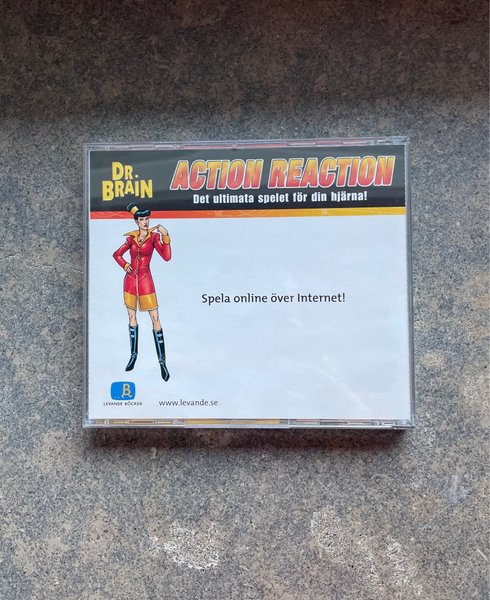 DR.
BRAIN
ACTION REACTION
Det ultimata spelet för din hjärna!
Spela online över Internet!
LEVANDE BÖCKER
www.levande.se